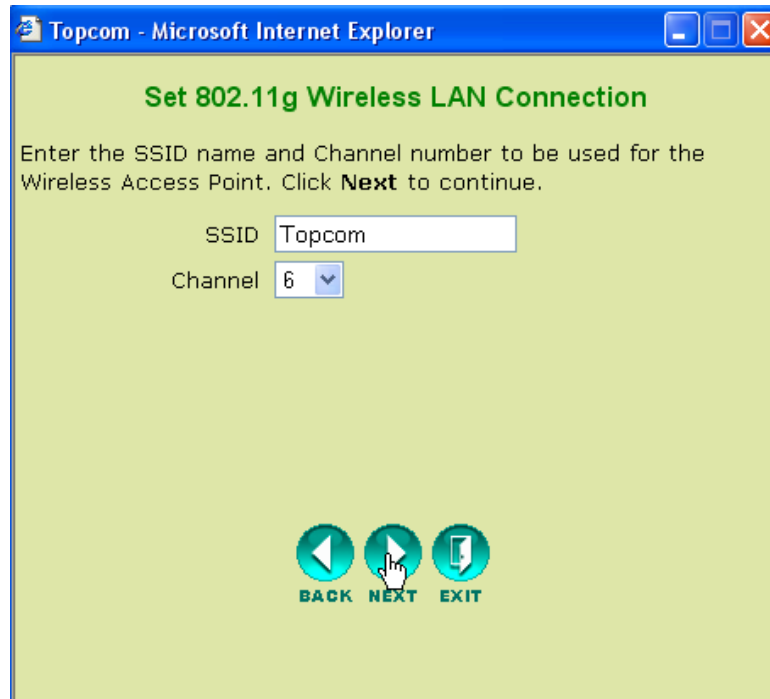 Topcom - Microsoft Internet Explorer
Set 802.11g Wireless LAN Connection
Enter the SSID name and Channel number to be used for the
Wireless Access Point. Click Next to continue.
SSID Topcom
Channel 6
BACK NEXT EXIT